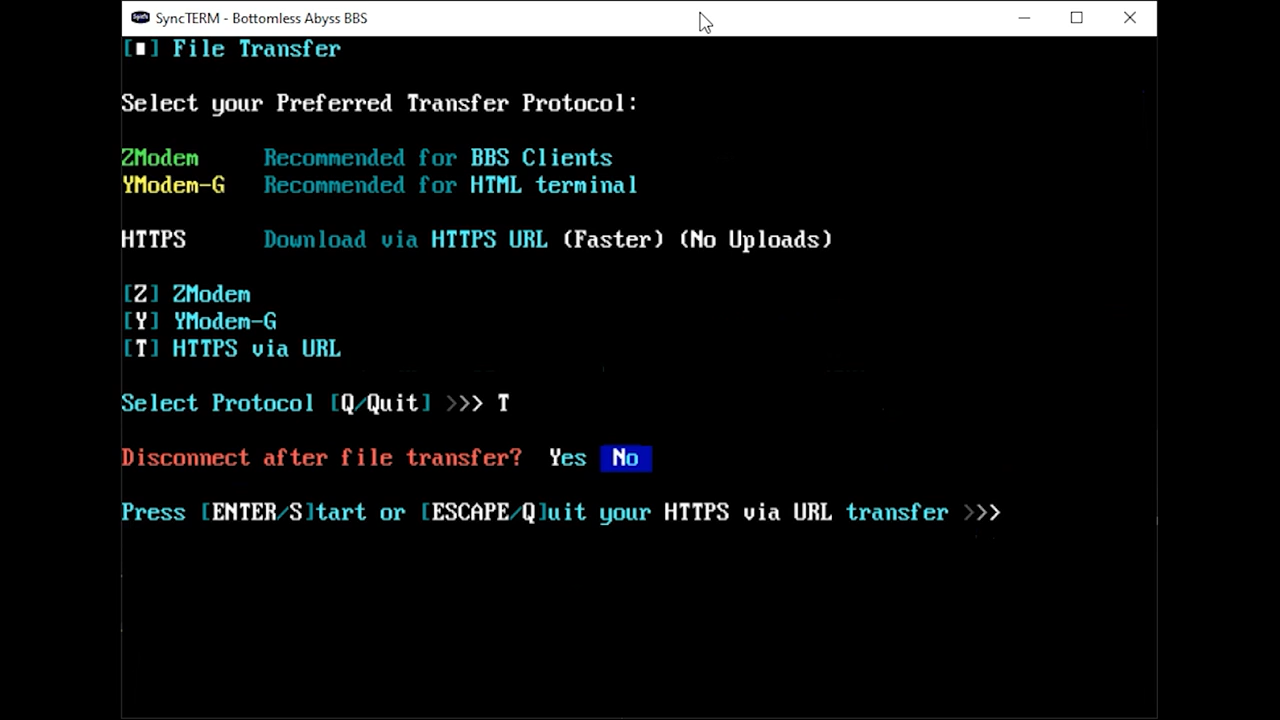 SyncTERM - Bottomless Abyss BBS
[■] File Transfer
Select your Preferred Transfer Protocol:
ZModem Recommended for BBS Clients
YModem-G Recommended for HTML terminal
HTTPS Download via HTTPS URL (Faster) (No Uploads)
[Z] ZModem
[Y] YModem-G
[T] HTTPS via URL
Select Protocol [Q/Quit] >>> T
Disconnect after file transfer? Yes No
Press [ENTER/S]tart or [ESCAPE/Q]uit your HTTPS via URL transfer >>>